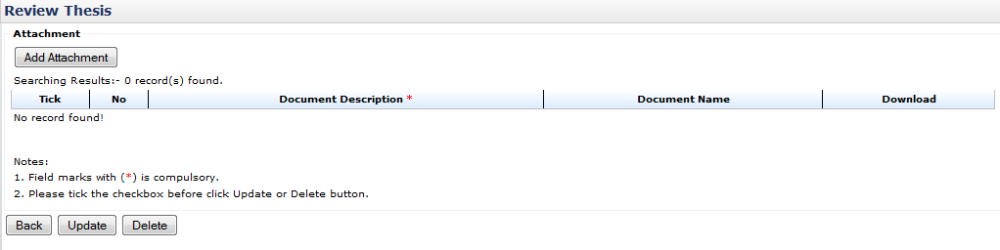 Review Thesis
Attachment
Add Attachment
Searching Results:- 0 record(s) found.
Tick No Document Description * Document Name Download
No record found!
Notes:
1. Field marks with (*) is compulsory.
2. Please tick the checkbox before click Update or Delete button.
Back Update Delete